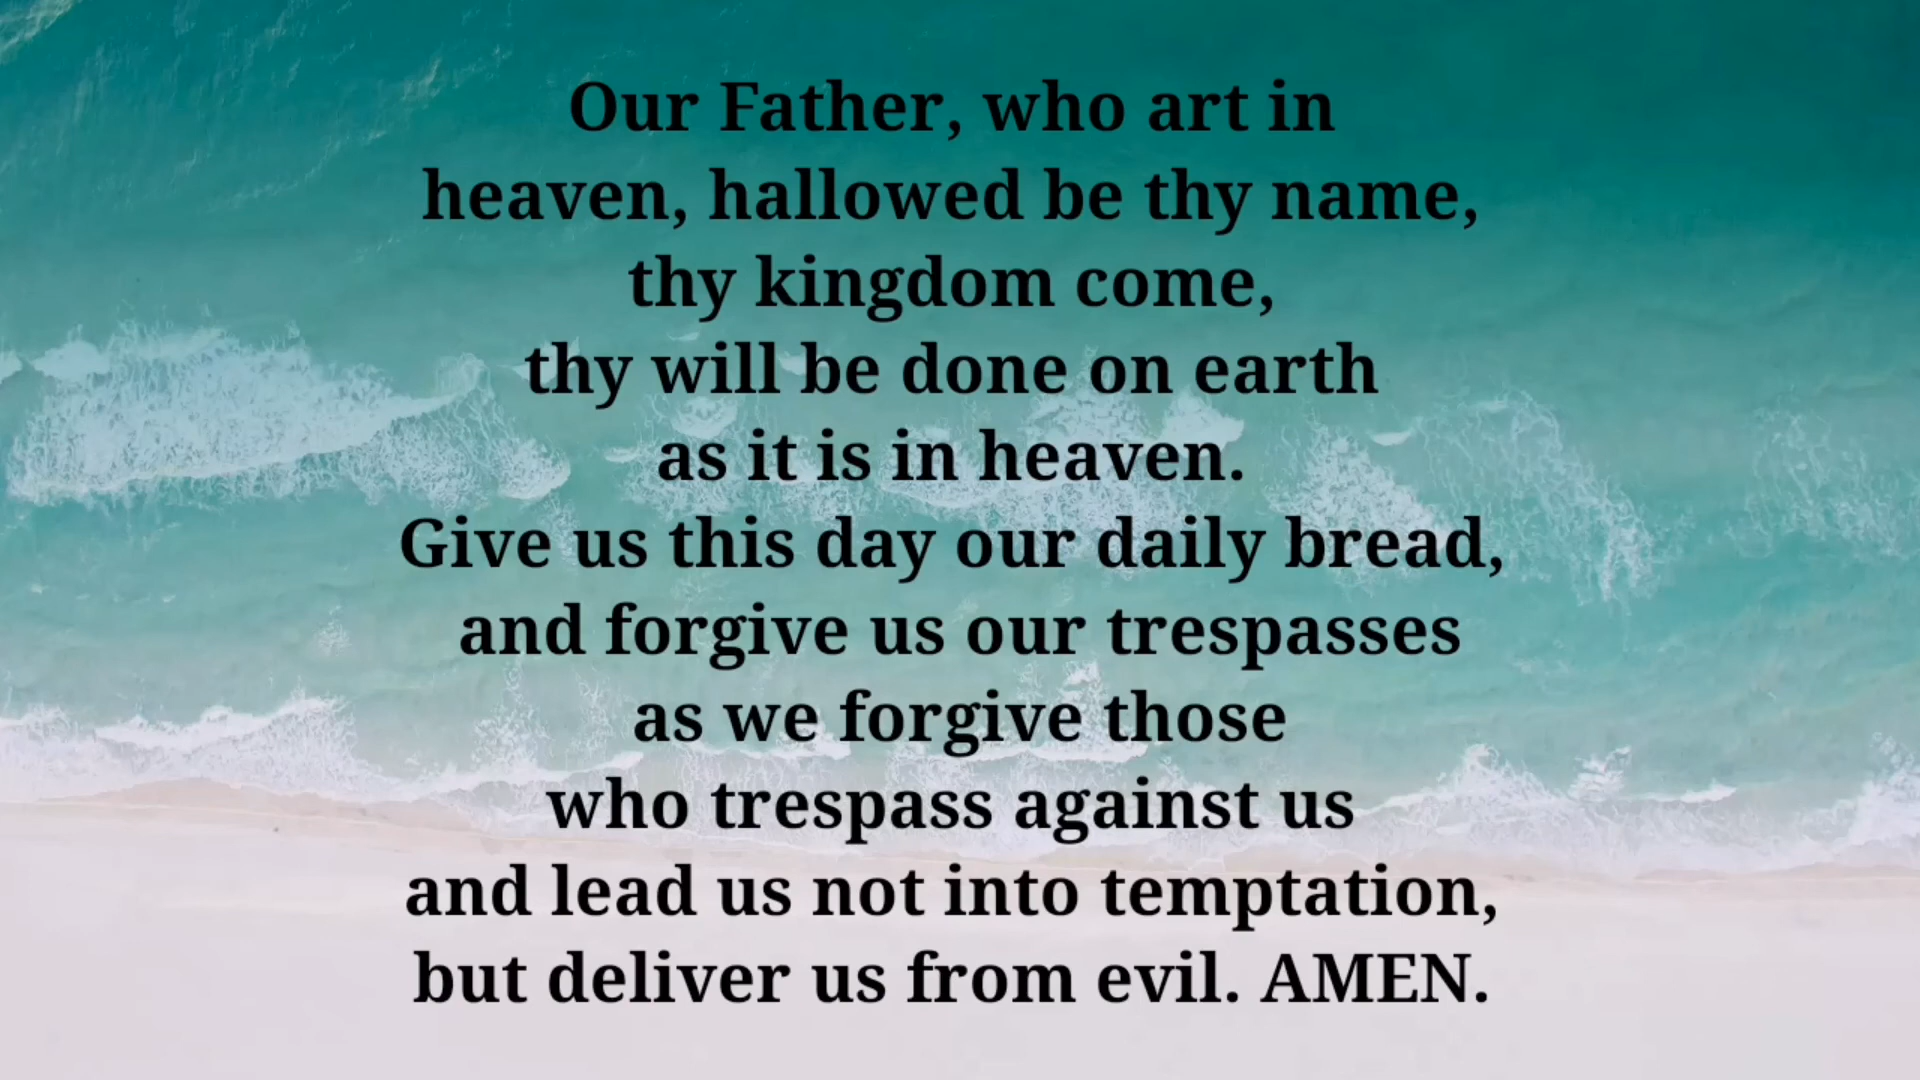 Our Father, who art in
heaven, hallowed be thy name,
thy kingdom come,
thy will be done on earth
as it is in heaven.
Give us this day our daily bread,
and forgive us our trespasses
as we forgive those
who trespass against us
and lead us not into temptation,
but deliver us from evil. AMEN.